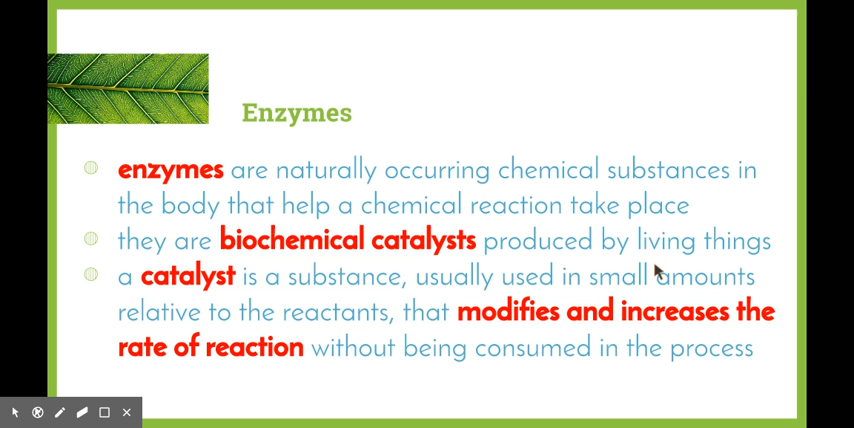 Enzymes
enzymes are naturally occurring chemical substances in
the body that help a chemical reaction take place
they are biochemical catalysts produced by living things
a catalyst is a substance, usually used in small amounts
relative to the reactants, that modifies and increases the
rate of reaction without being consumed in the process